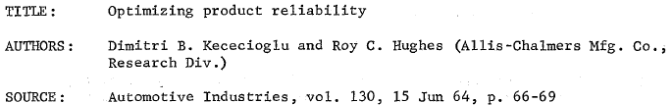 TITLE: Optimizing product reliability
AUTHORS: Dimitri B. Kececioglu and Roy C. Hughes (Allis-Chalmers Mfg. Co.,
Research Div.)
SOURCE: Automotive Industries, vol. 130, 15 Jun 64, p. 66-69